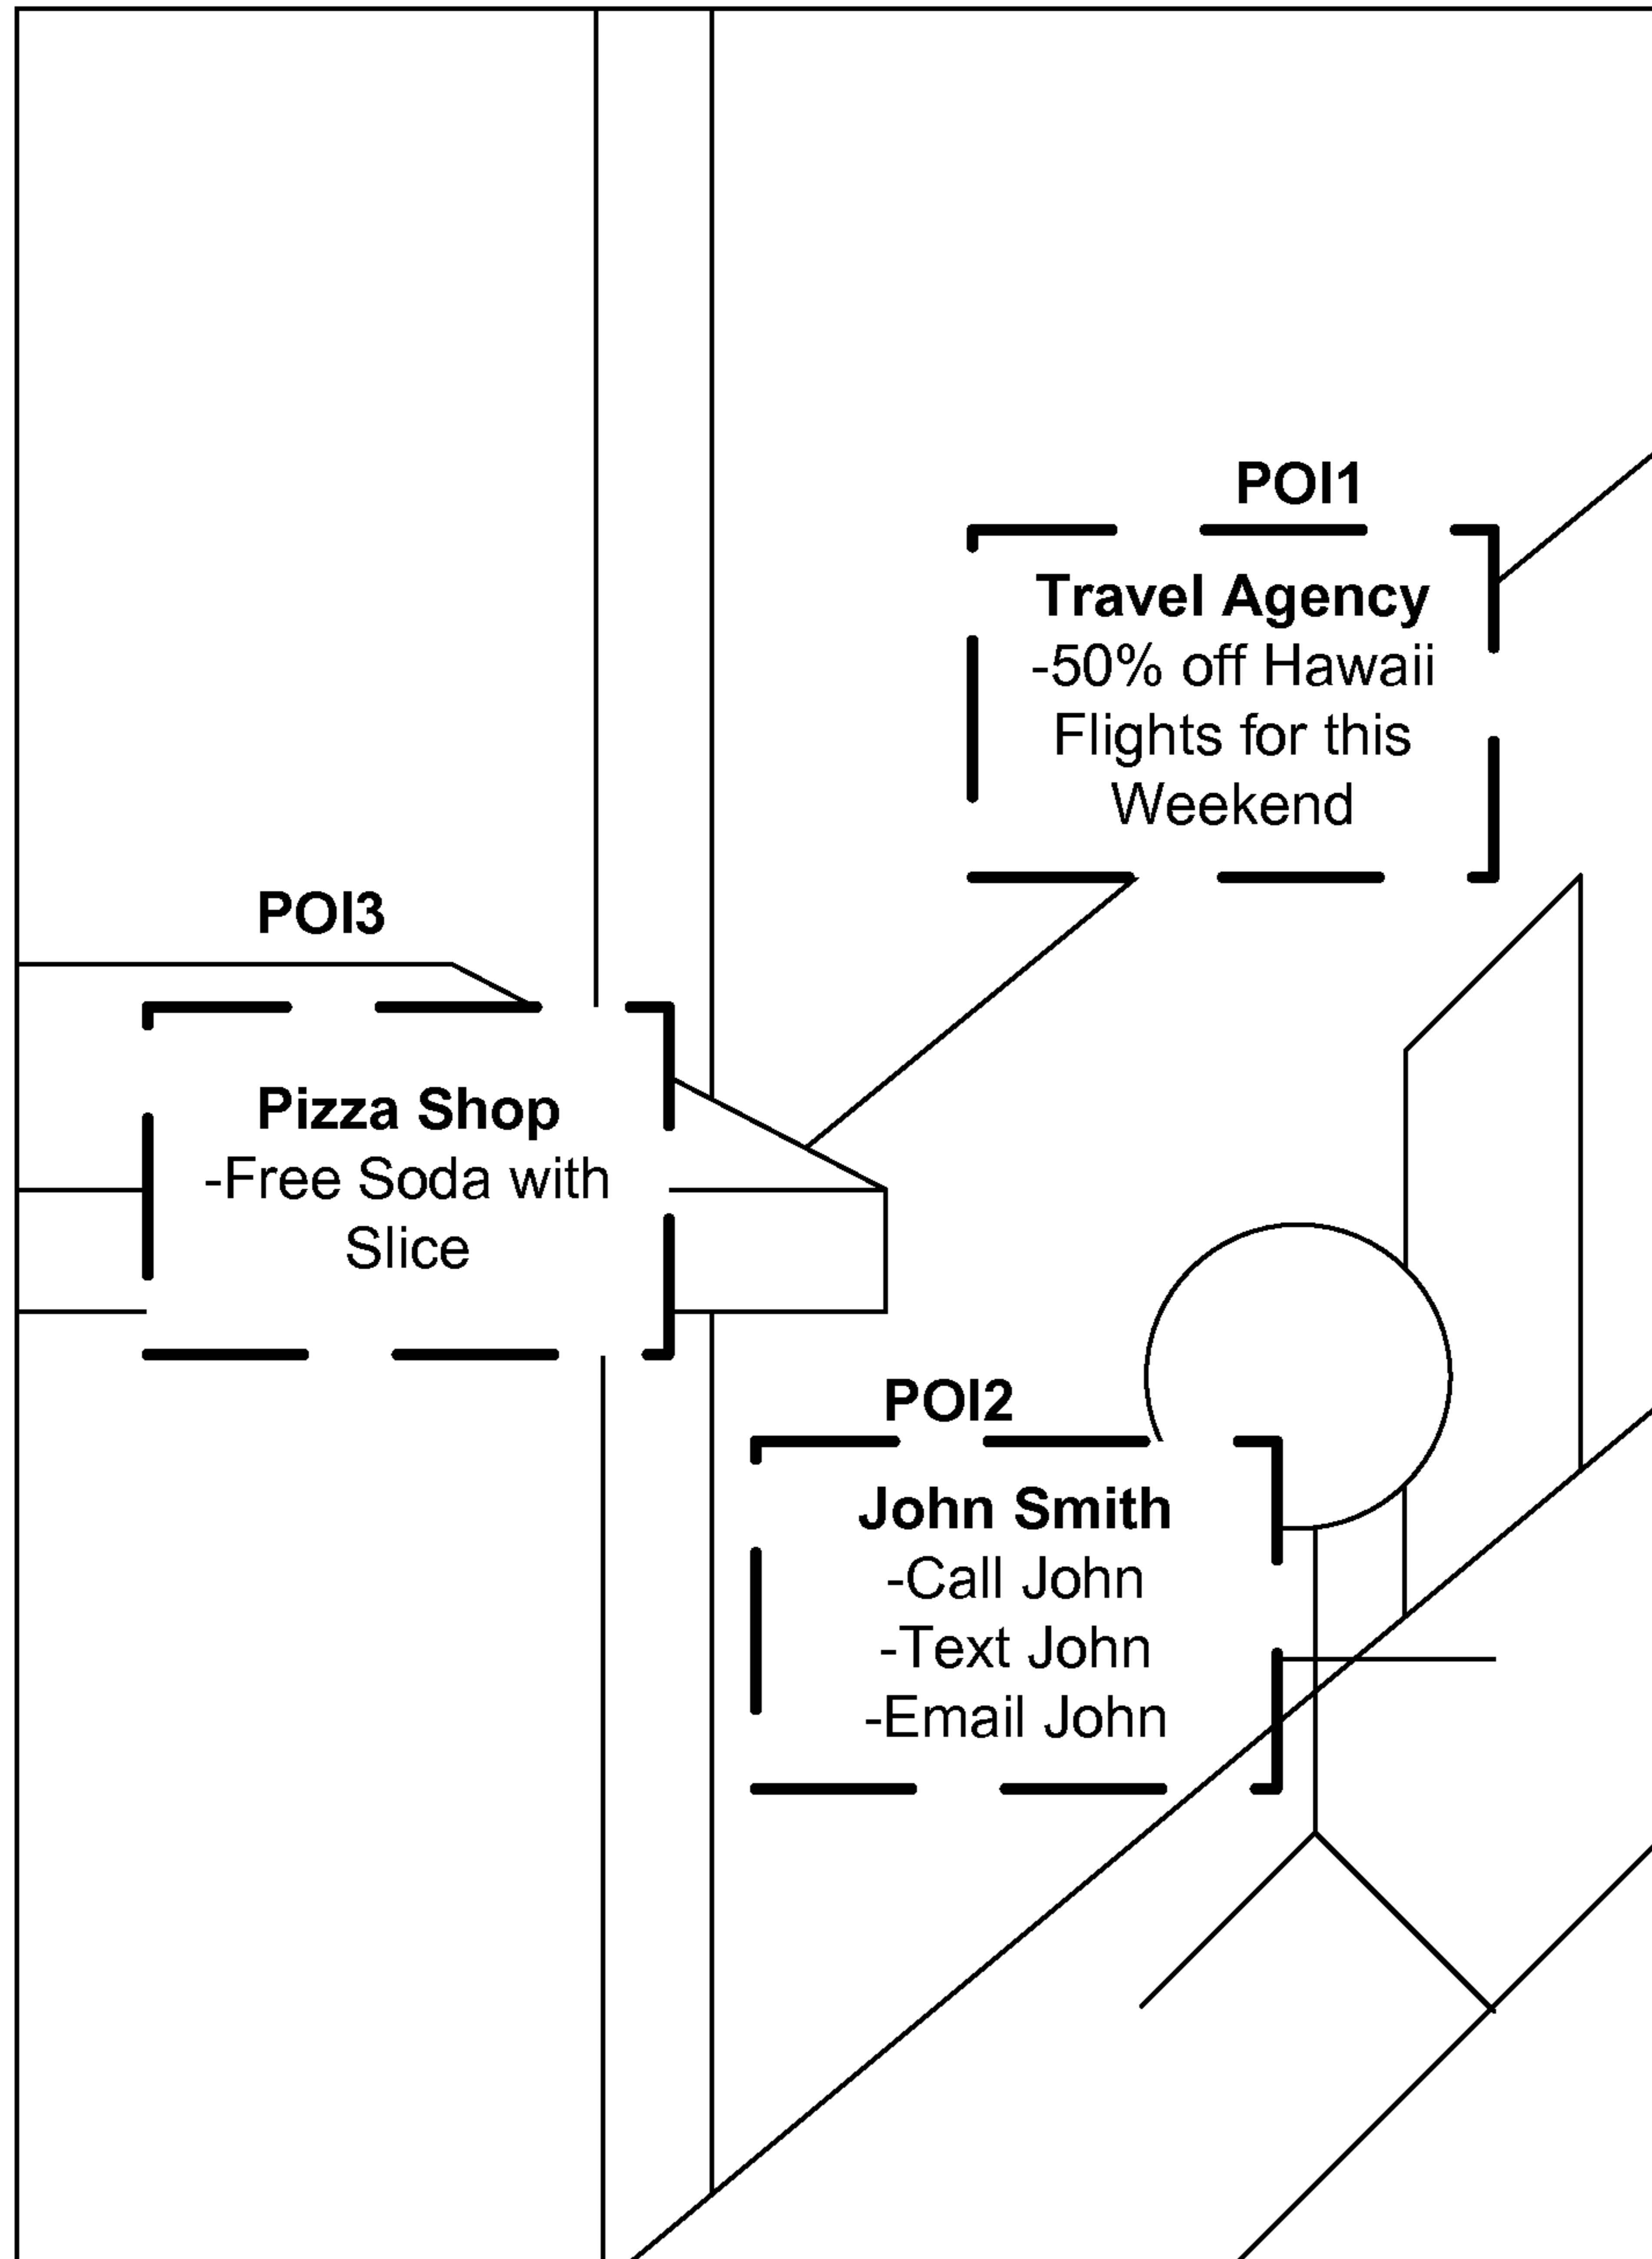 POI1
Travel Agency
-50% off Hawaii
Flights for this
Weekend
POI3
Pizza Shop
-Free Soda with
Slice
POI2
John Smith
-Call John
-Text John
-Email John